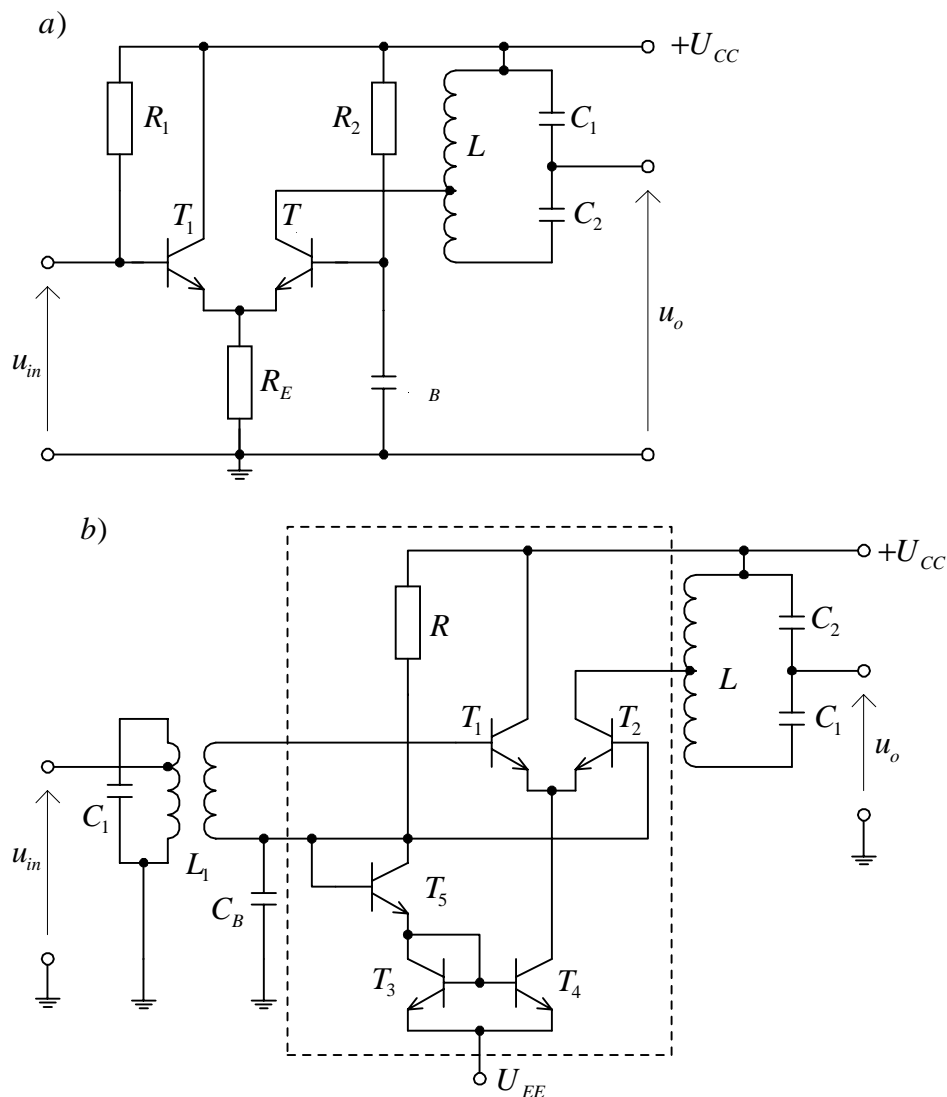 a)
+U_CC
R_1
R_2
L
C_1
C_2
T_1
T
u_in
R_E
B
u_o
b)
+U_CC
R
C_2
L
C_1
T_1
T_2
u_o
C_1
u_in
L_1
C_B
T_5
T_3
T_4
U_EE